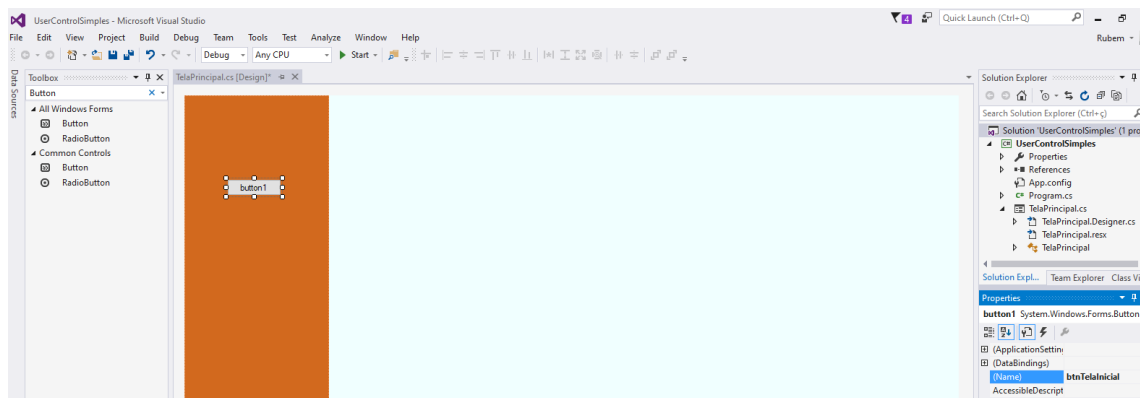 UserControlSimples - Microsoft Visual Studio
4
Quick Launch (Ctrl+Q)
File Edit View Project Build Debug Team Tools Test Analyze Window Help
Rubem
Debug Any CPU Start
Data Sources
Toolbox
Button
All Windows Forms
Button
RadioButton
Common Controls
Button
RadioButton
TelaPrincipal.cs [Design]*
button1
Solution Explorer
Search Solution Explorer (Ctrl+ç)
Solution 'UserControlSimples' (1 pro
UserControlSimples
Properties
References
App.config
Program.cs
TelaPrincipal.cs
TelaPrincipal.Designer.cs
TelaPrincipal.resx
TelaPrincipal
Solution Expl... Team Explorer Class Vi
Properties
button1 System.Windows.Forms.Button
(ApplicationSetting
(DataBindings)
(Name) btnTelaInicial
AccessibleDescript